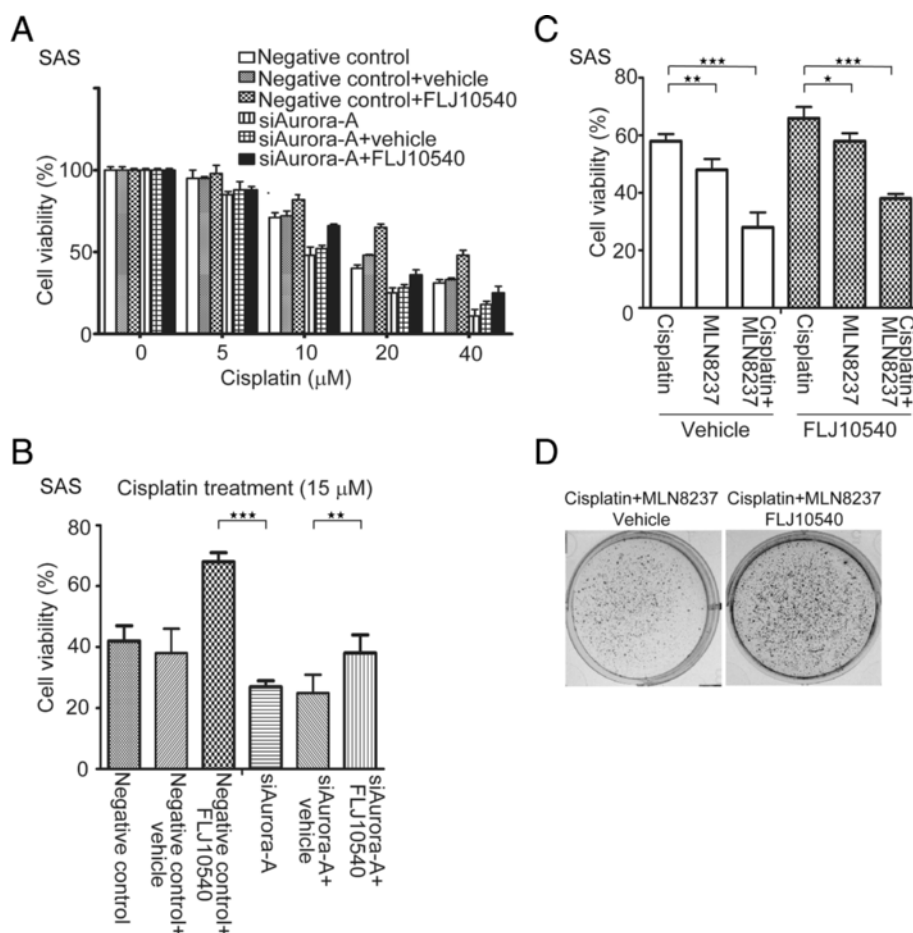 A
SAS
Negative control
Negative control+vehicle
Negative control+FLJ10540
siAurora-A
siAurora-A+vehicle
siAurora-A+FLJ10540
Cell viability (%)
100
50
0
0
5
10
20
40
Cisplatin (μM)
B
SAS
Cisplatin treatment (15 μM)
★★★
★★
Cell viability (%)
80
60
40
20
0
Negative control
Negative control+
vehicle
Negative control+
FLJ10540
siAurora-A
siAurora-A+
vehicle
siAurora-A+
FLJ10540
C
SAS
★★★
★★
★★★
★
Cell viability (%)
80
60
40
20
0
Cisplatin
MLN8237
Cisplatin+
MLN8237
Cisplatin
MLN8237
Cisplatin+
MLN8237
Vehicle
FLJ10540
D
Cisplatin+MLN8237
Vehicle
Cisplatin+MLN8237
FLJ10540